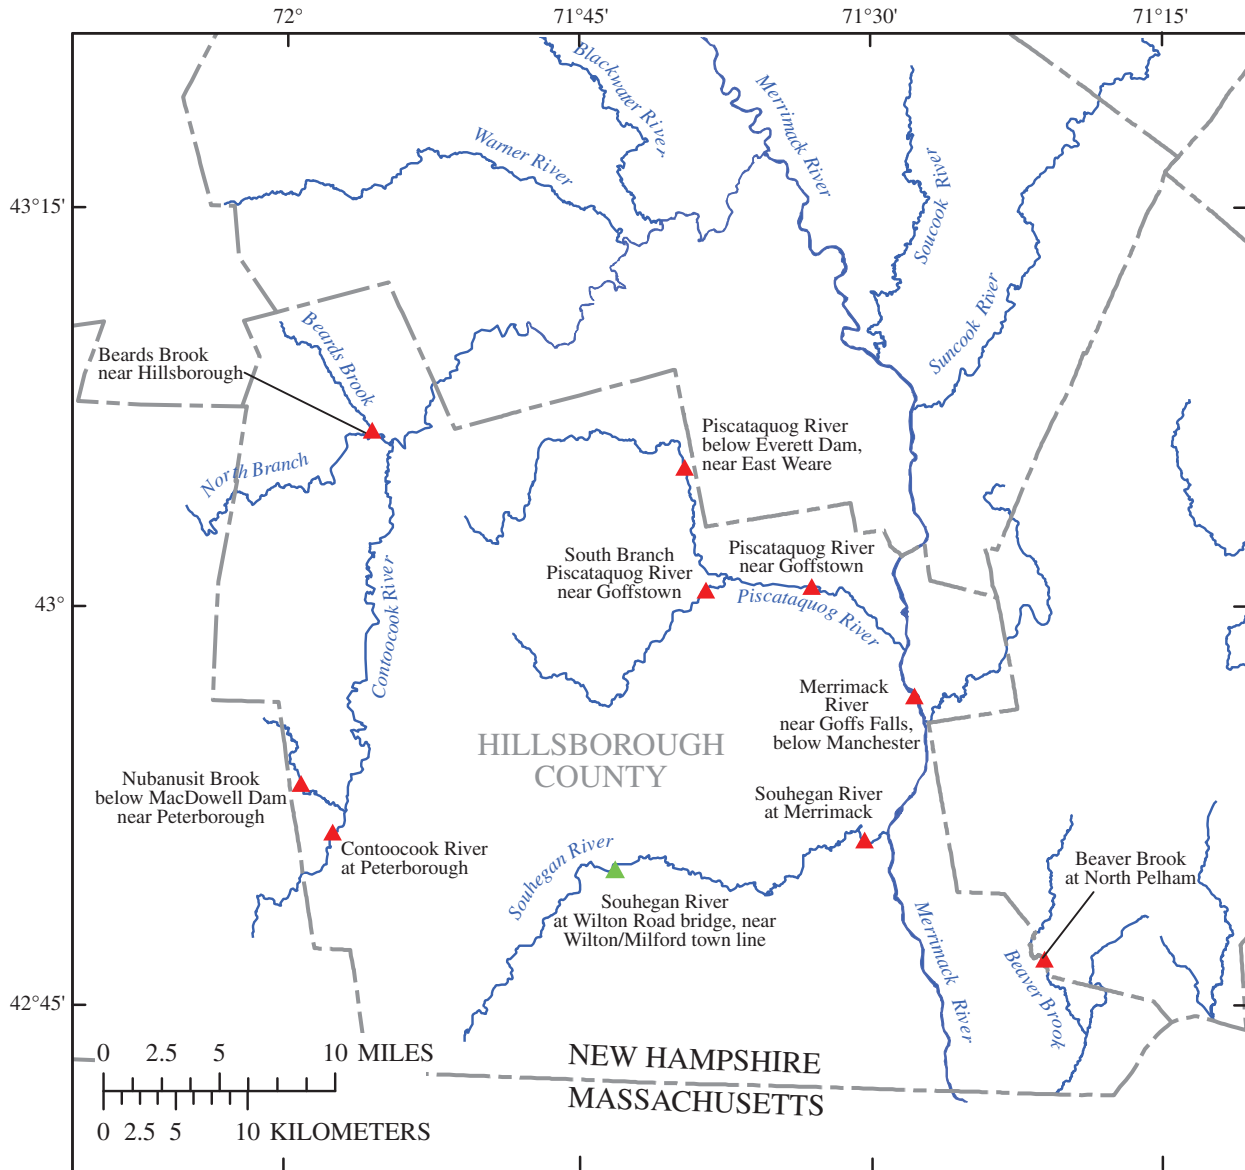 72°
71°45'
71°30'
71°15'
Blackwater River
Merrimack River
Warner River
Soucook River
43°15'
Suncook River
Beards Brook
Beards Brook
near Hillsborough
North Branch
Piscataquog River
below Everett Dam,
near East Weare
South Branch
Piscataquog River
near Goffstown
Piscataquog River
near Goffstown
43°
Piscataquog River
Contoocook River
Merrimack
River
near Goffs Falls,
below Manchester
HILLSBOROUGH
COUNTY
Nubanusit Brook
below MacDowell Dam
near Peterborough
Souhegan River
at Merrimack
Contoocook River
at Peterborough
Souhegan River
Beaver Brook
at North Pelham
Souhegan River
at Wilton Road bridge, near
Wilton/Milford town line
Merrimack River
Beaver Brook
42°45'
0 2.5 5 10 MILES
0 2.5 5 10 KILOMETERS
NEW HAMPSHIRE
MASSACHUSETTS